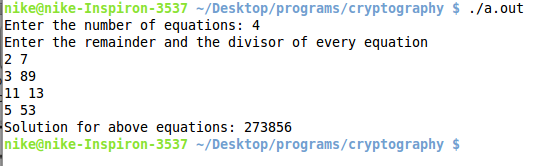 nike@nike-Inspiron-3537 ~/Desktop/programs/cryptography $ ./a.out
Enter the number of equations: 4
Enter the remainder and the divisor of every equation
2 7
3 89
11 13
5 53
Solution for above equations: 273856
nike@nike-Inspiron-3537 ~/Desktop/programs/cryptography $